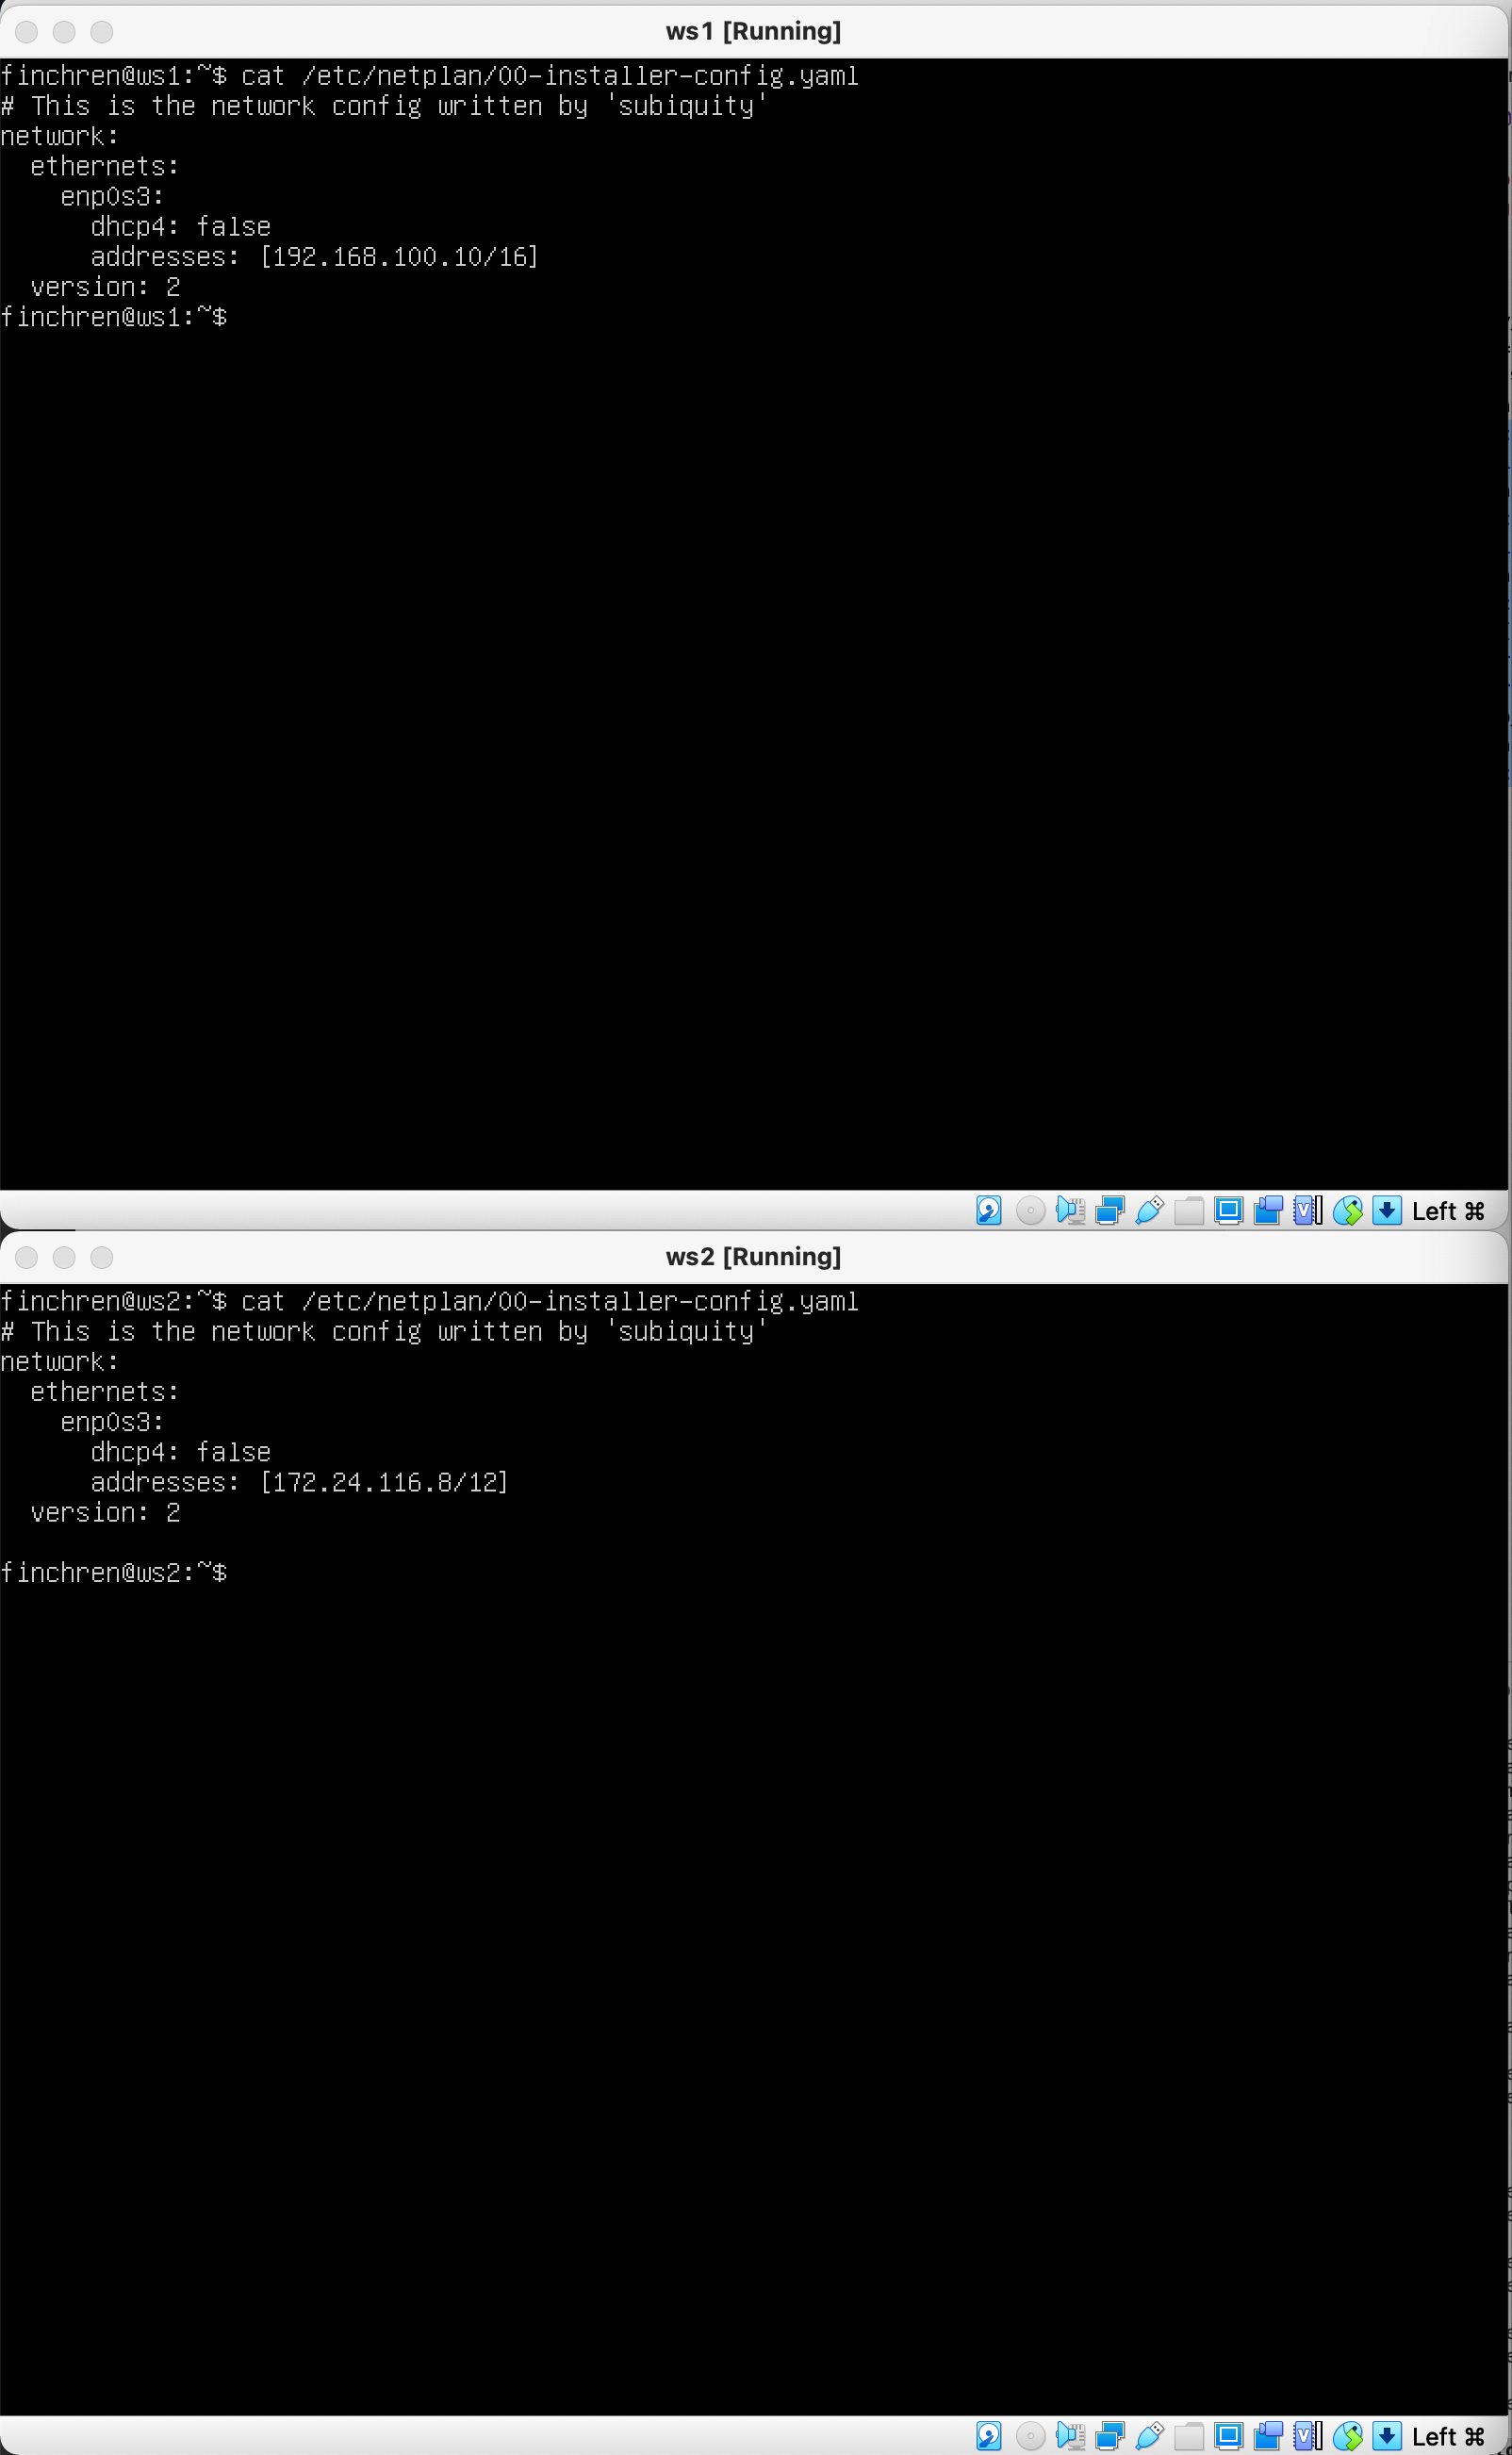 ws1 [Running]
finchren@ws1:~$ cat /etc/netplan/00-installer-config.yaml
# This is the network config written by 'subiquity'
network:
  ethernets:
    enp0s3:
      dhcp4: false
      addresses: [192.168.100.10/16]
  version: 2
finchren@ws1:~$
Left ⌘
ws2 [Running]
finchren@ws2:~$ cat /etc/netplan/00-installer-config.yaml
# This is the network config written by 'subiquity'
network:
  ethernets:
    enp0s3:
      dhcp4: false
      addresses: [172.24.116.8/12]
  version: 2
finchren@ws2:~$
Left ⌘